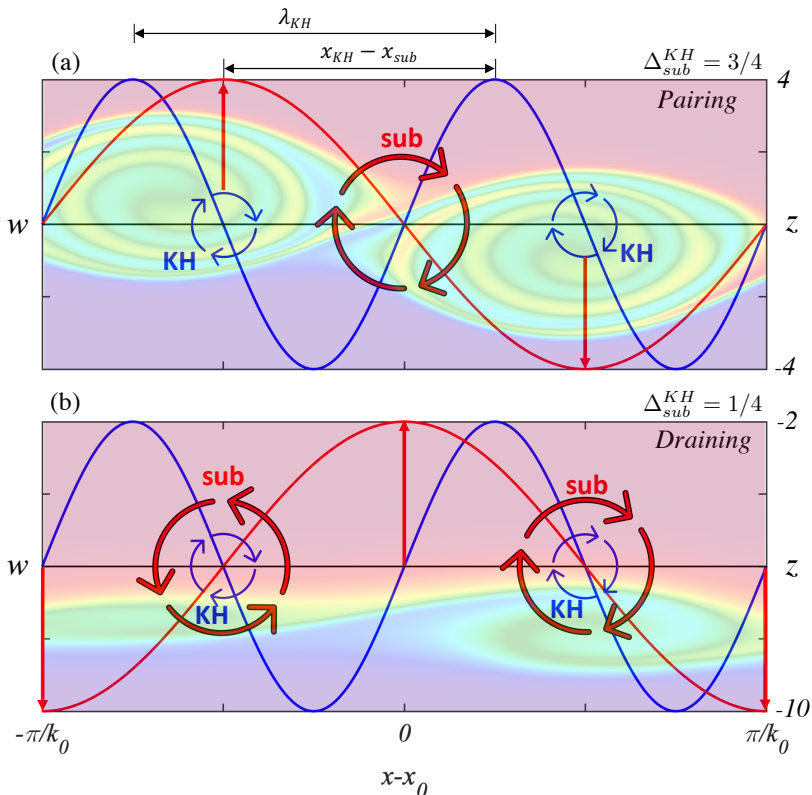 λ_KH
x_KH − x_sub
(a) Δ_sub^KH = 3/4
4
Pairing
sub
w KH KH z
-4
(b) Δ_sub^KH = 1/4
-2
Draining
sub sub
w z
KH KH
-10
-π/k_0 0 π/k_0
x-x_0